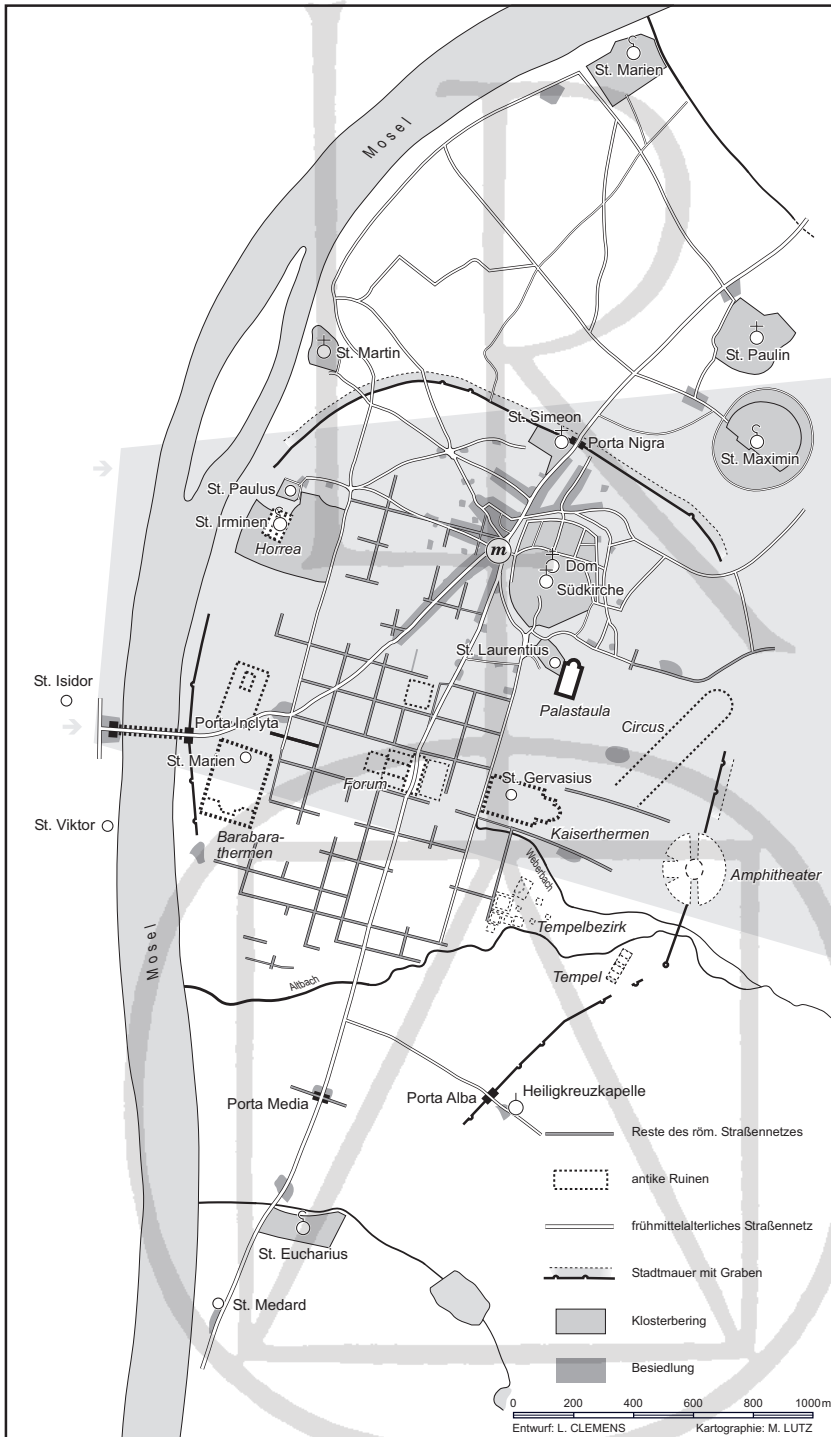 St. Marien
Mosel
St. Paulin
St. Martin
St. Simeon
Porta Nigra
St. Maximin
St. Paulus
St. Irminen
Horrea
m
Dom
Südkirche
St. Laurentius
St. Isidor
Palastaula
Circus
Porta Inclyta
St. Marien
Forum
St. Gervasius
St. Viktor
Barabara-
thermen
Kaiserthermen
Weberbach
Amphitheater
Tempelbezirk
Mosel
Tempel
Altbach
Porta Media
Porta Alba
Heiligkreuzkapelle
Reste des röm. Straßennetzes
antike Ruinen
frühmittelalterliches Straßennetz
St. Eucharius
Stadtmauer mit Graben
St. Medard
Klosterbering
Besiedlung
0 200 400 600 800 1000m
Entwurf: L. CLEMENS Kartographie: M. LUTZ